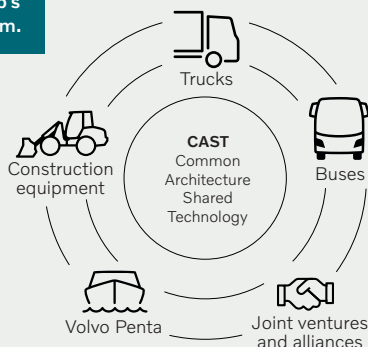 m.
Trucks
Construction
equipment
CAST
Common
Architecture
Shared
Technology
Buses
Volvo Penta
Joint ventures
and alliances